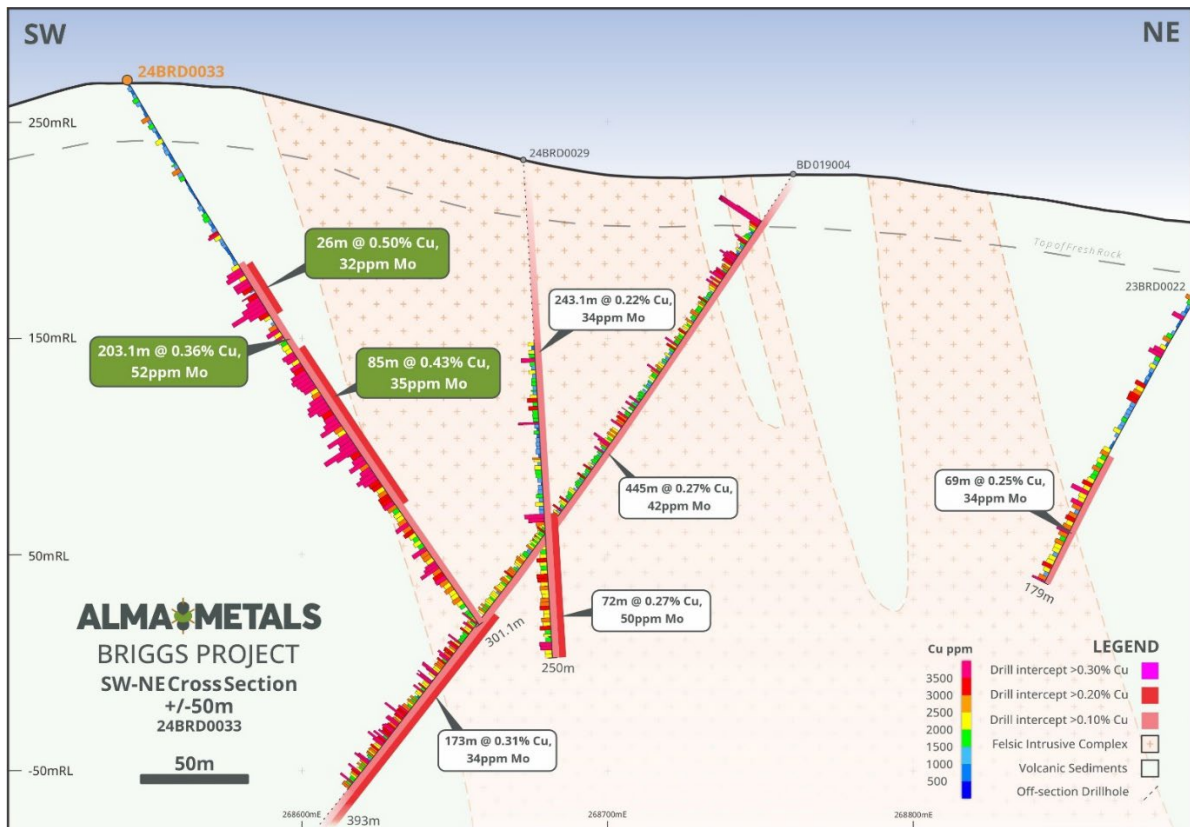 SW
NE
24BRD0033
250mRL
24BRD0029
BD019004
26m @ 0.50% Cu,
32ppm Mo
Top of Fresh Rock
23BRD0022
243.1m @ 0.22% Cu,
34ppm Mo
150mRL
203.1m @ 0.36% Cu,
52ppm Mo
85m @ 0.43% Cu,
35ppm Mo
445m @ 0.27% Cu,
42ppm Mo
69m @ 0.25% Cu,
34ppm Mo
50mRL
179m
ALMA METALS
BRIGGS PROJECT
SW-NE Cross Section
+/-50m
24BRD0033
50m
301.1m
72m @ 0.27% Cu,
50ppm Mo
250m
173m @ 0.31% Cu,
34ppm Mo
-50mRL
393m
268600mE
268700mE
268800mE
Cu ppm
3500
3000
2500
2000
1500
1000
500
LEGEND
Drill intercept >0.30% Cu
Drill intercept >0.20% Cu
Drill intercept >0.10% Cu
Felsic Intrusive Complex
Volcanic Sediments
Off-section Drillhole